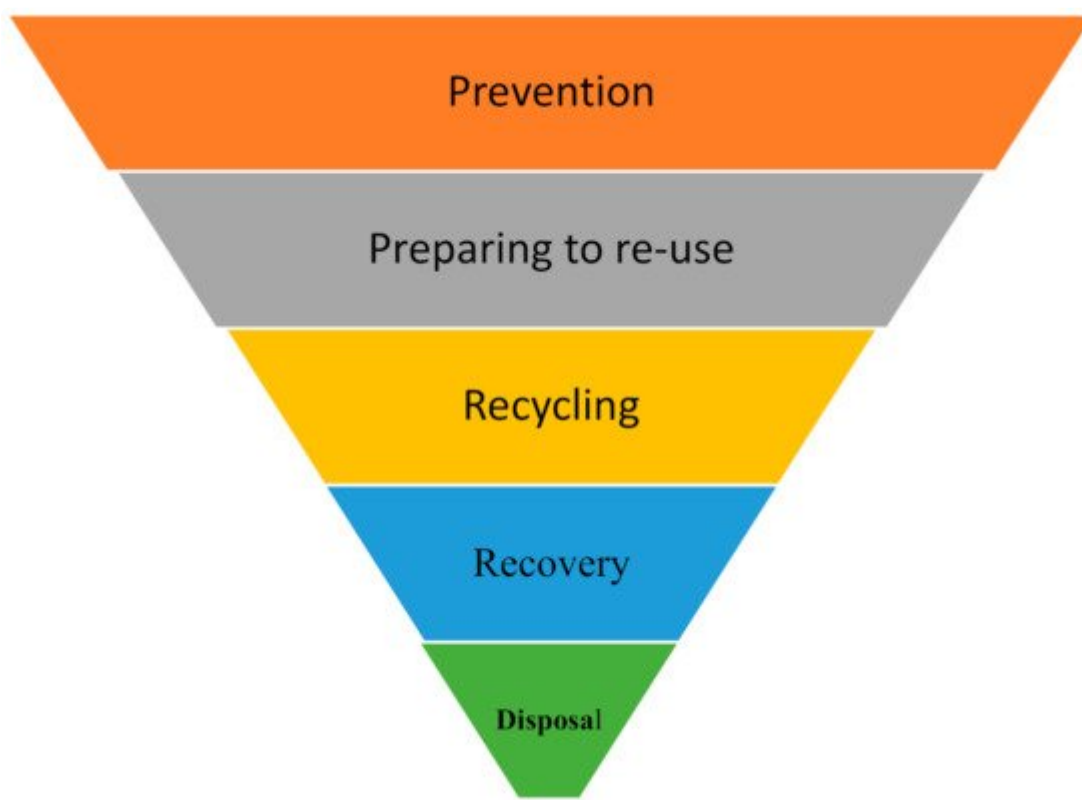 Prevention
Preparing to re-use
Recycling
Recovery
Disposal